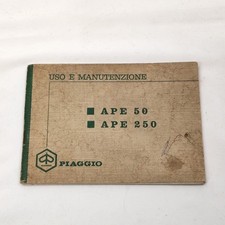 USO E MANUTENZIONE
APE 50
APE 250
PIAGGIO